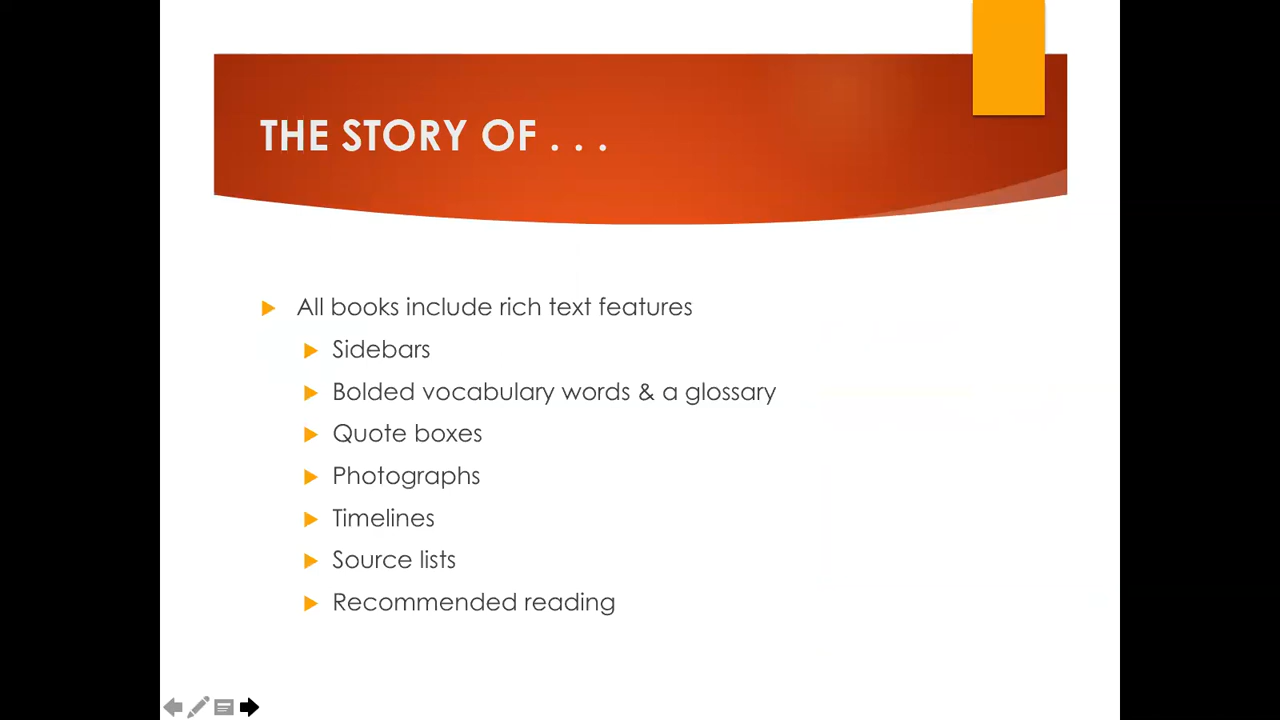 THE STORY OF . . .
All books include rich text features
Sidebars
Bolded vocabulary words & a glossary
Quote boxes
Photographs
Timelines
Source lists
Recommended reading